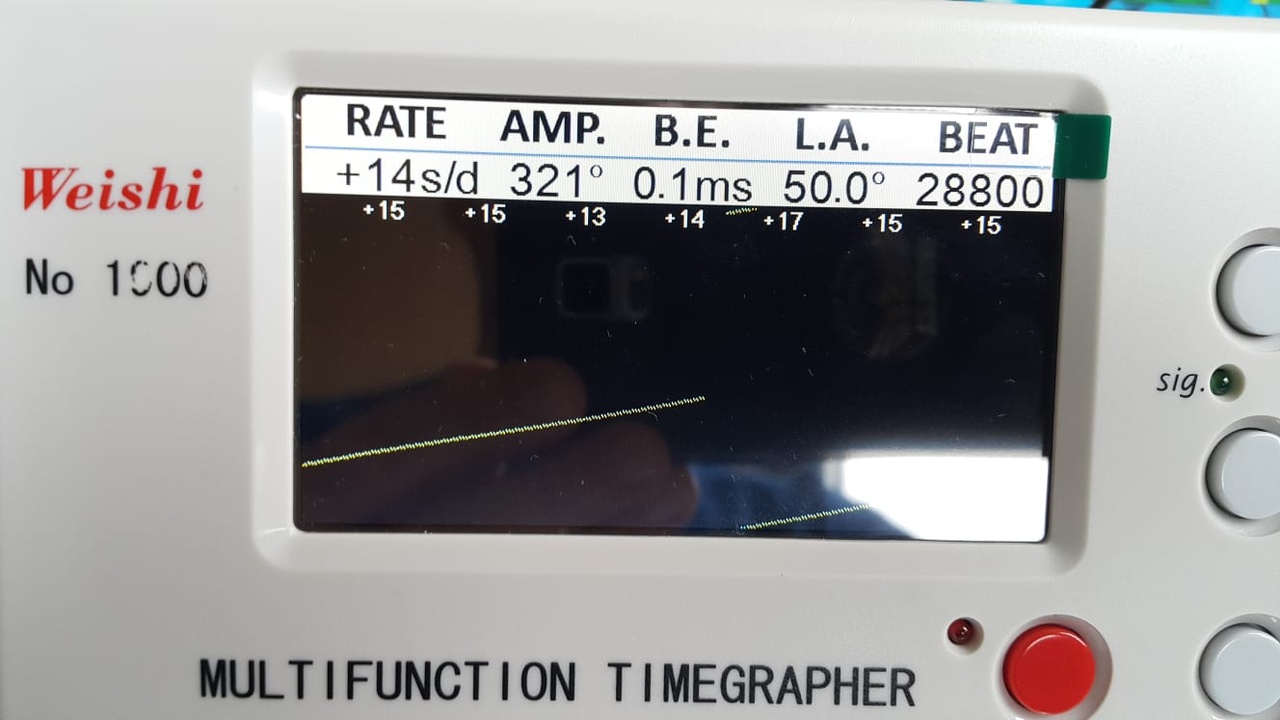 RATE AMP. B.E. L.A. BEAT
+14s/d 321° 0.1ms 50.0° 28800
+15 +15 +13 +14 +17 +15 +15
Weishi
No 1000
sig.
MULTIFUNCTION TIMEGRAPHER